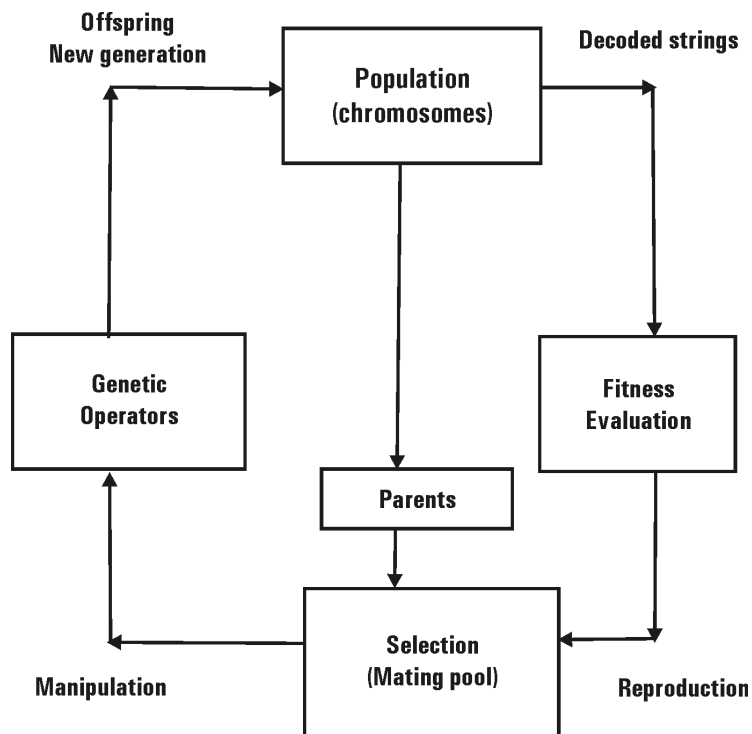 Offspring
New generation
Population
(chromosomes)
Decoded strings
Genetic
Operators
Fitness
Evaluation
Parents
Selection
(Mating pool)
Manipulation
Reproduction